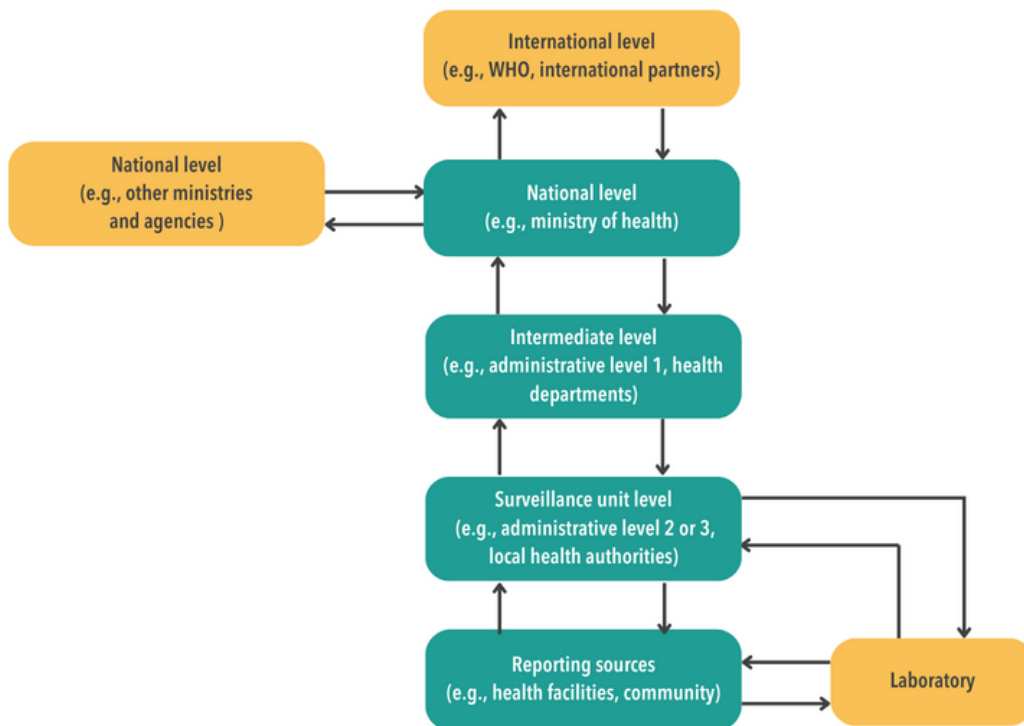 International level
(e.g., WHO, international partners)
National level
(e.g., other ministries
and agencies )
National level
(e.g., ministry of health)
Intermediate level
(e.g., administrative level 1, health
departments)
Surveillance unit level
(e.g., administrative level 2 or 3,
local health authorities)
Reporting sources
(e.g., health facilities, community)
Laboratory